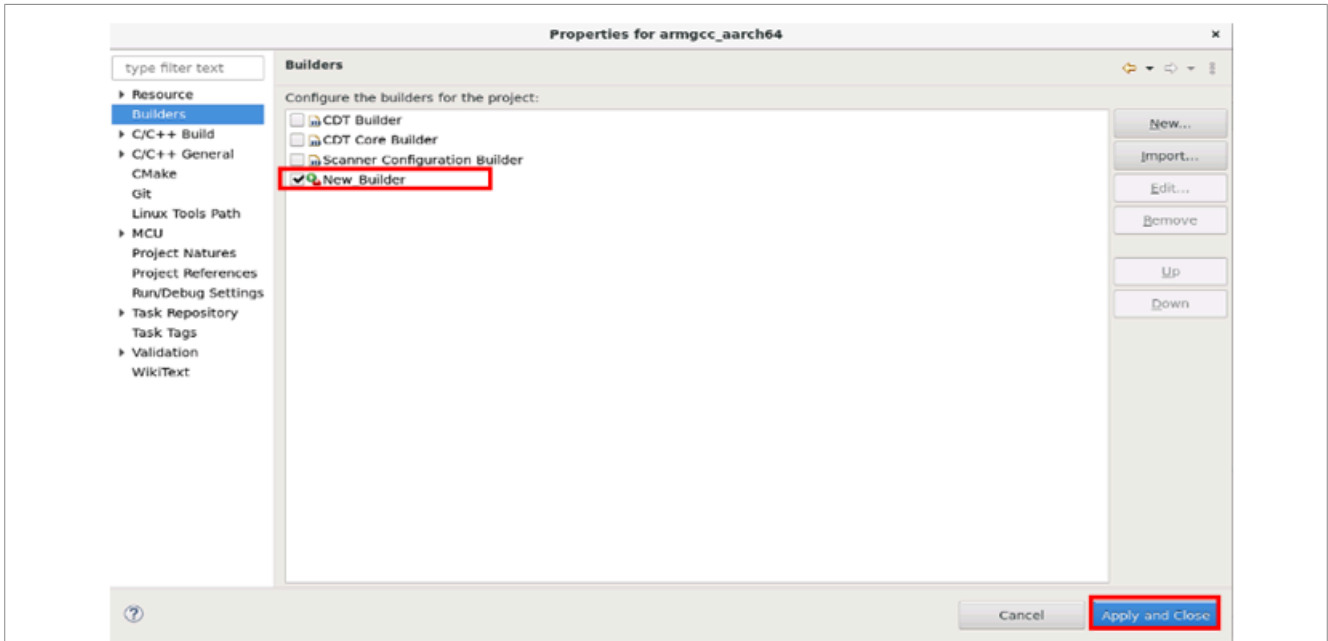 Properties for armgcc_aarch64
×
type filter text
Builders
Resource
Builders
C/C++ Build
C/C++ General
CMake
Git
Linux Tools Path
MCU
Project Natures
Project References
Run/Debug Settings
Task Repository
Task Tags
Validation
WikiText
Configure the builders for the project:
CDT Builder
CDT Core Builder
Scanner Configuration Builder
New_Builder
New...
Import...
Edit...
Remove
Up
Down
?
Cancel
Apply and Close